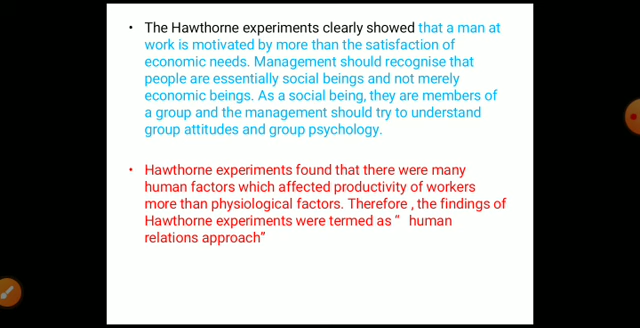 • The Hawthorne experiments clearly showed that a man at
work is motivated by more than the satisfaction of
economic needs. Management should recognise that
people are essentially social beings and not merely
economic beings. As a social being, they are members of
a group and the management should try to understand
group attitudes and group psychology.
• Hawthorne experiments found that there were many
human factors which affected productivity of workers
more than physiological factors. Therefore , the findings of
Hawthorne experiments were termed as “ human
relations approach”